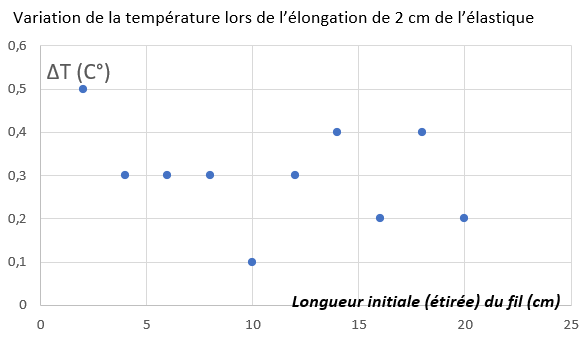 Variation de la température lors de l’élongation de 2 cm de l’élastique
0,6
ΔT (C°)
0,5
0,4
0,3
0,2
0,1
Longueur initiale (étirée) du fil (cm)
0
0 5 10 15 20 25